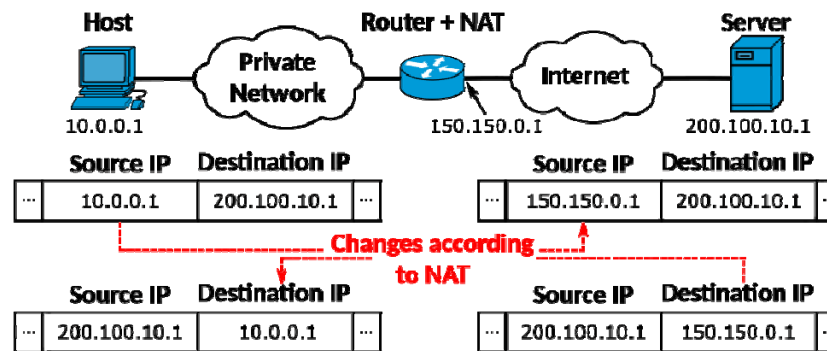 Host Router + NAT Server
Private Network
Internet
10.0.0.1 150.150.0.1 200.100.10.1
Source IP Destination IP Source IP Destination IP
... 10.0.0.1 200.100.10.1 ... ... 150.150.0.1 200.100.10.1 ...
Changes according
to NAT
Source IP Destination IP Source IP Destination IP
... 200.100.10.1 10.0.0.1 ... ... 200.100.10.1 150.150.0.1 ...